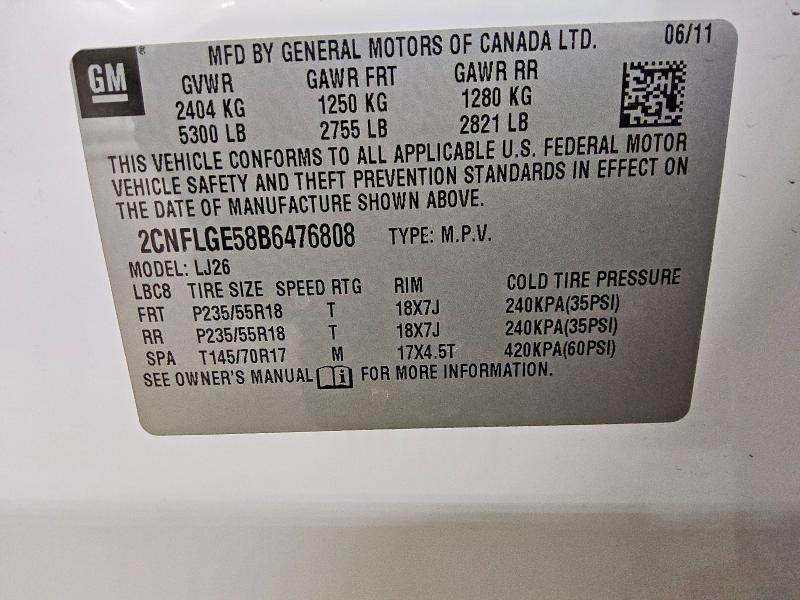 GM ® MFD BY GENERAL MOTORS OF CANADA LTD. 06/11
GVWR GAWR FRT GAWR RR
2404 KG 1250 KG 1280 KG
5300 LB 2755 LB 2821 LB
THIS VEHICLE CONFORMS TO ALL APPLICABLE U.S. FEDERAL MOTOR
VEHICLE SAFETY AND THEFT PREVENTION STANDARDS IN EFFECT ON
THE DATE OF MANUFACTURE SHOWN ABOVE.
2CNFLGE58B6476808 TYPE: M.P.V.
MODEL: LJ26
LBC8 TIRE SIZE SPEED RTG RIM COLD TIRE PRESSURE
FRT P235/55R18 T 18X7J 240KPA(35PSI)
RR P235/55R18 T 18X7J 240KPA(35PSI)
SPA T145/70R17 M 17X4.5T 420KPA(60PSI)
SEE OWNER'S MANUAL i FOR MORE INFORMATION.